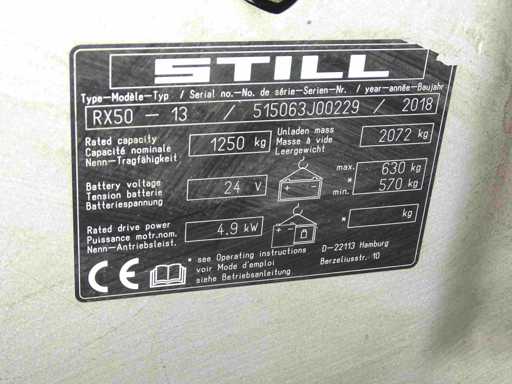 STILL
Type-Modèle-Typ / Serial no.-No. de série-Serien-Nr. / year-année-Baujahr
RX50 - 13 / 515063J00229 / 2018
Rated capacity
Capacité nominale
Nenn-Tragfähigkeit
1250 kg
Unladen mass
Masse à vide
Leergewicht
2072 kg
Battery voltage
Tension batterie
Batteriespannung
24 V
max. 630 kg
*
min. 570 kg
*
Rated drive power
Puissance motr.nom.
Nenn-Antriebsleist.
4.9 kW
* kg
CE
* see Operating instructions
voir Mode d'emploi
siehe Betriebsanleitung
D-22113 Hamburg
Berzeliusstr. 10